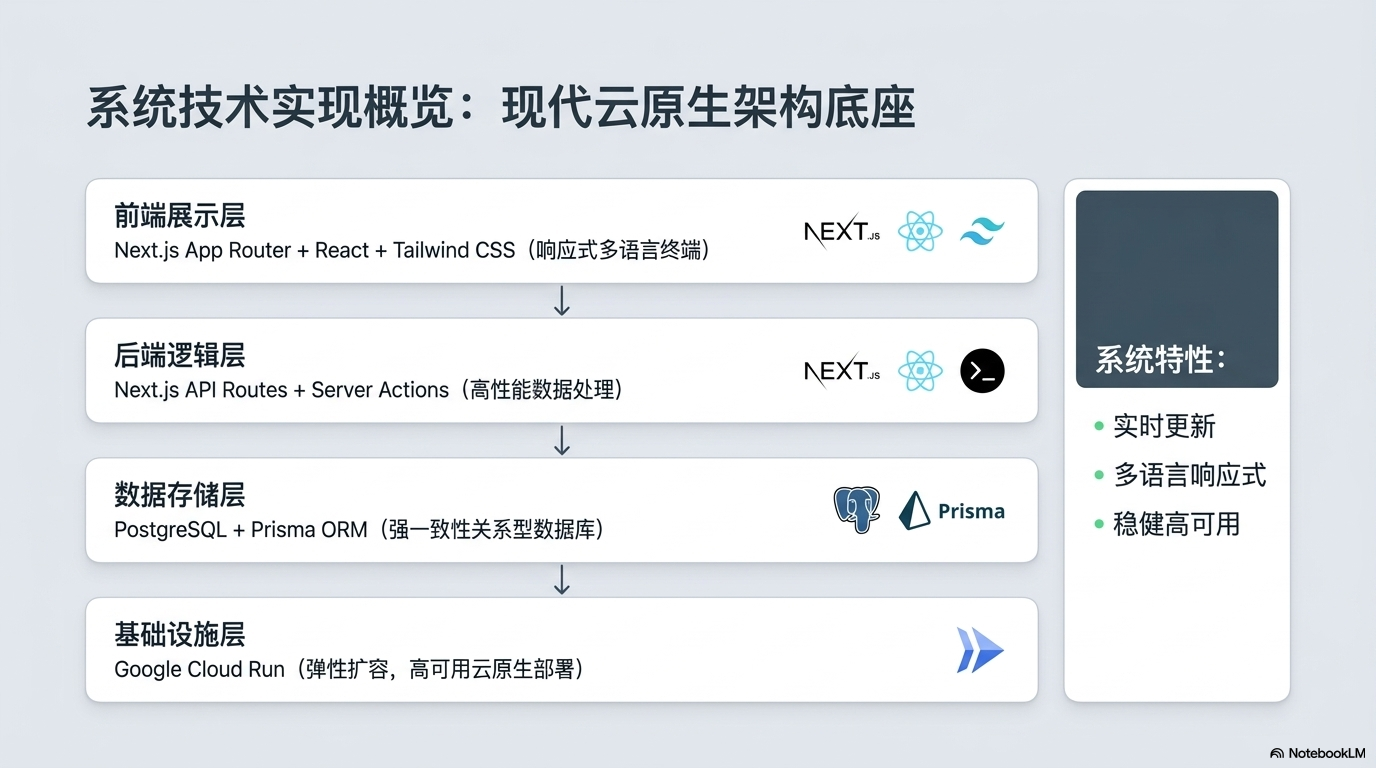 系统技术实现概览：现代云原生架构底座
前端展示层
Next.js App Router + React + Tailwind CSS（响应式多语言终端）
NEXT.JS
后端逻辑层
Next.js API Routes + Server Actions（高性能数据处理）
NEXT.JS
数据存储层
PostgreSQL + Prisma ORM（强一致性关系型数据库）
Prisma
基础设施层
Google Cloud Run（弹性扩容，高可用云原生部署）
系统特性：
• 实时更新
• 多语言响应式
• 稳健高可用
NotebookLM